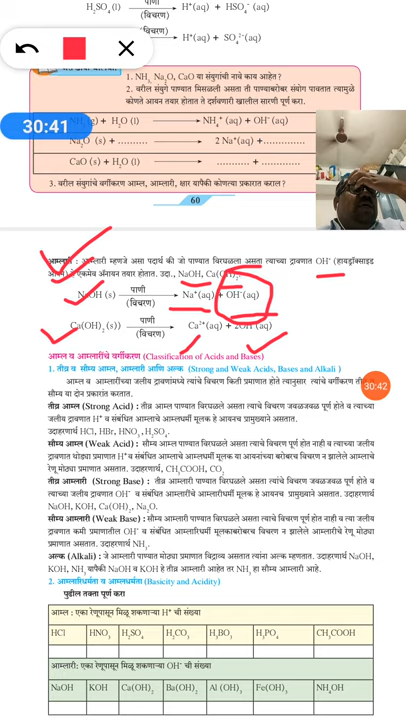 H₂SO₄(l) पाणी (विचरण) H⁺(aq) + HSO₄⁻ (aq)
(विचरण) H⁺(aq) + SO₄²⁻(aq)
1. NH₃, Na₂O, CaO या संयुगांची नावे काय आहेत ?
2. वरील संयुगे पाण्यात मिसळली असता ती पाण्याबरोबर संयोग पावतात त्यामुळे
कोणते आयन तयार होतात ते दर्शवणारी खालील सारणी पूर्ण करा.
(g) + H₂O (l) → NH₄⁺ (aq) + OH⁻(aq)
Na₂O (s) + .......... → 2 Na⁺(aq) +..............
CaO (s) + H₂O(l) → ........... + .............
3. वरील संयुगांचे वर्गीकरण आम्ल, आम्लारी, क्षार यापैकी कोणत्या प्रकारात कराल ?
30:41
60
आम्लारी म्हणजे असा पदार्थ की जो पाण्यात विरघळला असता त्याच्या द्रावणात OH⁻ (हायड्रॉक्साइड
हे एकमेव ॠनायन तयार होतात. उदा., NaOH, Ca(OH)₂.
NaOH (s) पाणी (विचरण) Na⁺(aq) + OH⁻(aq)
Ca(OH)₂ (s)) पाणी (विचरण) Ca²⁺(aq) + 2OH⁻(aq)
आम्ल व आम्लारींचे वर्गीकरण (Classification of Acids and Bases)
30:42
1. तीव्र व सौम्य आम्ल, आम्लारी आणि अल्क (Strong and Weak Acids, Bases and Alkali )
आम्ल व आम्लारींच्या जलीय द्रावणांमध्ये त्यांचे विचरण किती प्रमाणात होते त्यानुसार त्यांचे वर्गीकरण
सौम्य या दोन प्रकारांत करतात.
तीव्र आम्ल (Strong Acid) : तीव्र आम्ल पाण्यात विरघळले असता त्याचे विचरण जवळजवळ पूर्ण होते व त्याच्या
जलीय द्रावणात H⁺ व संबंधित आम्लाचे आम्लधर्मी मूलक हे आयनच प्रामुख्याने असतात.
उदाहरणार्थ HCl, HBr, HNO₃, H₂SO₄.
सौम्य आम्ल (Weak Acid) : सौम्य आम्ल पाण्यात विरघळले असता त्याचे विचरण पूर्ण होत नाही व त्याच्या जलीय
द्रावणात थोड्या प्रमाणात H⁺व संबंधित आम्लाचे आम्लधर्मी मूलक या आयनांच्या बरोबरच विचरण न झालेले आम्लाचे
रेणू मोठ्या प्रमाणात असतात. उदाहरणार्थ, CH₃COOH, CO₂
तीव्र आम्लारी (Strong Base) : तीव्र आम्लारी पाण्यात विरघळले असता त्यांचे विचरण जवळजवळ पूर्ण होते व
त्याच्या जलीय द्रावणात OH⁻ व संबंधित आम्लारींचे आम्लारीधर्मी मूलक हे आयनच प्रामुख्याने असतात. उदाहरणार्थ
NaOH, KOH, Ca(OH)₂, Na₂O.
सौम्य आम्लारी (Weak Base) : सौम्य आम्लारी पाण्यात विरघळले असता त्यांचे विचरण पूर्ण होत नाही व त्या जलीय
द्रावणात कमी प्रमाणातील OH⁻ व संबंधित आम्लारीधर्मी मूलकाबरोबरच विचरण न झालेले आम्लारीचे रेणू मोठ्या
प्रमाणात असतात. उदाहरणार्थ NH₃.
अल्क (Alkali) : जे आम्लारी पाण्यात मोठ्या प्रमाणात विद्राव्य असतात त्यांना अल्क म्हणतात. उदाहरणार्थ NaOH,
KOH, NH₃ यापैकी NaOH व KOH हे तीव्र आम्लारी आहेत तर NH₃ हा सौम्य आम्लारी आहे.
2. आम्लारिधर्मता व आम्लधर्मता (Basicity and Acidity)
पुढील तक्ता पूर्ण करा
आम्ल : एका रेणूपासून मिळू शकणाऱ्या H⁺ ची संख्या
HCl HNO₃ H₂SO₄ H₂CO₃ H₃BO₃ H₃PO₄ CH₃COOH
आम्लारी: एका रेणूपासून मिळू शकणाऱ्या OH⁻ ची संख्या
NaOH KOH Ca(OH)₂ Ba(OH)₂ Al (OH)₃ Fe(OH)₃ NH₄OH